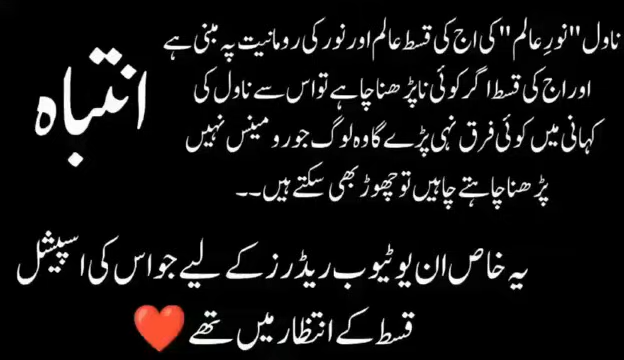 انتباہ
ناول "نورِ عالم" کی اج کی قسط عالم اور نور کی رومانیت پہ مبنی ہے
اور اج کی قسط اگر کوئی نا پڑھنا چاہے تو اس سے ناول کی
کہانی میں کوئی فرق نہی پڑے گا وہ لوگ جو رومینس نہیں
پڑھنا چاہتے چاہیں تو چھوڑ بھی سکتے ہیں۔۔
یہ خاص ان یوٹیوب ریڈرز کے لیے جو اس کی اسپیشل
قسط کے انتظار میں تھے ❤️